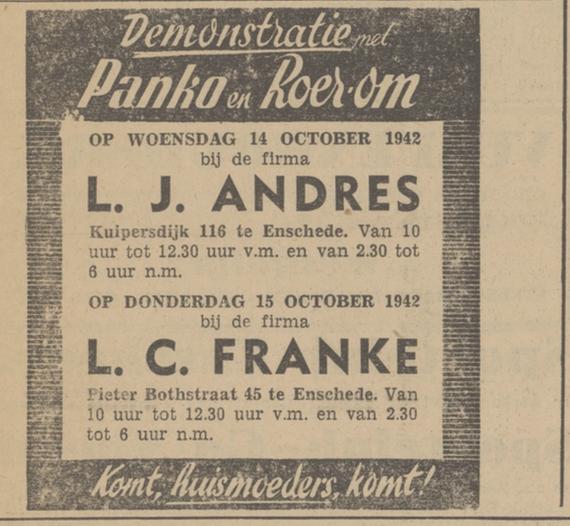 Demonstratie met
Panko en Roer·om
OP WOENSDAG 14 OCTOBER 1942
bij de firma
L. J. ANDRES
Kuipersdijk 116 te Enschede. Van 10
uur tot 12.30 uur v.m. en van 2.30 tot
6 uur n.m.
OP DONDERDAG 15 OCTOBER 1942
bij de firma
L. C. FRANKE
Pieter Bothstraat 45 te Enschede. Van
10 uur tot 12.30 uur v.m. en van 2.30
tot 6 uur n.m.
Komt, huismoeders, komt!